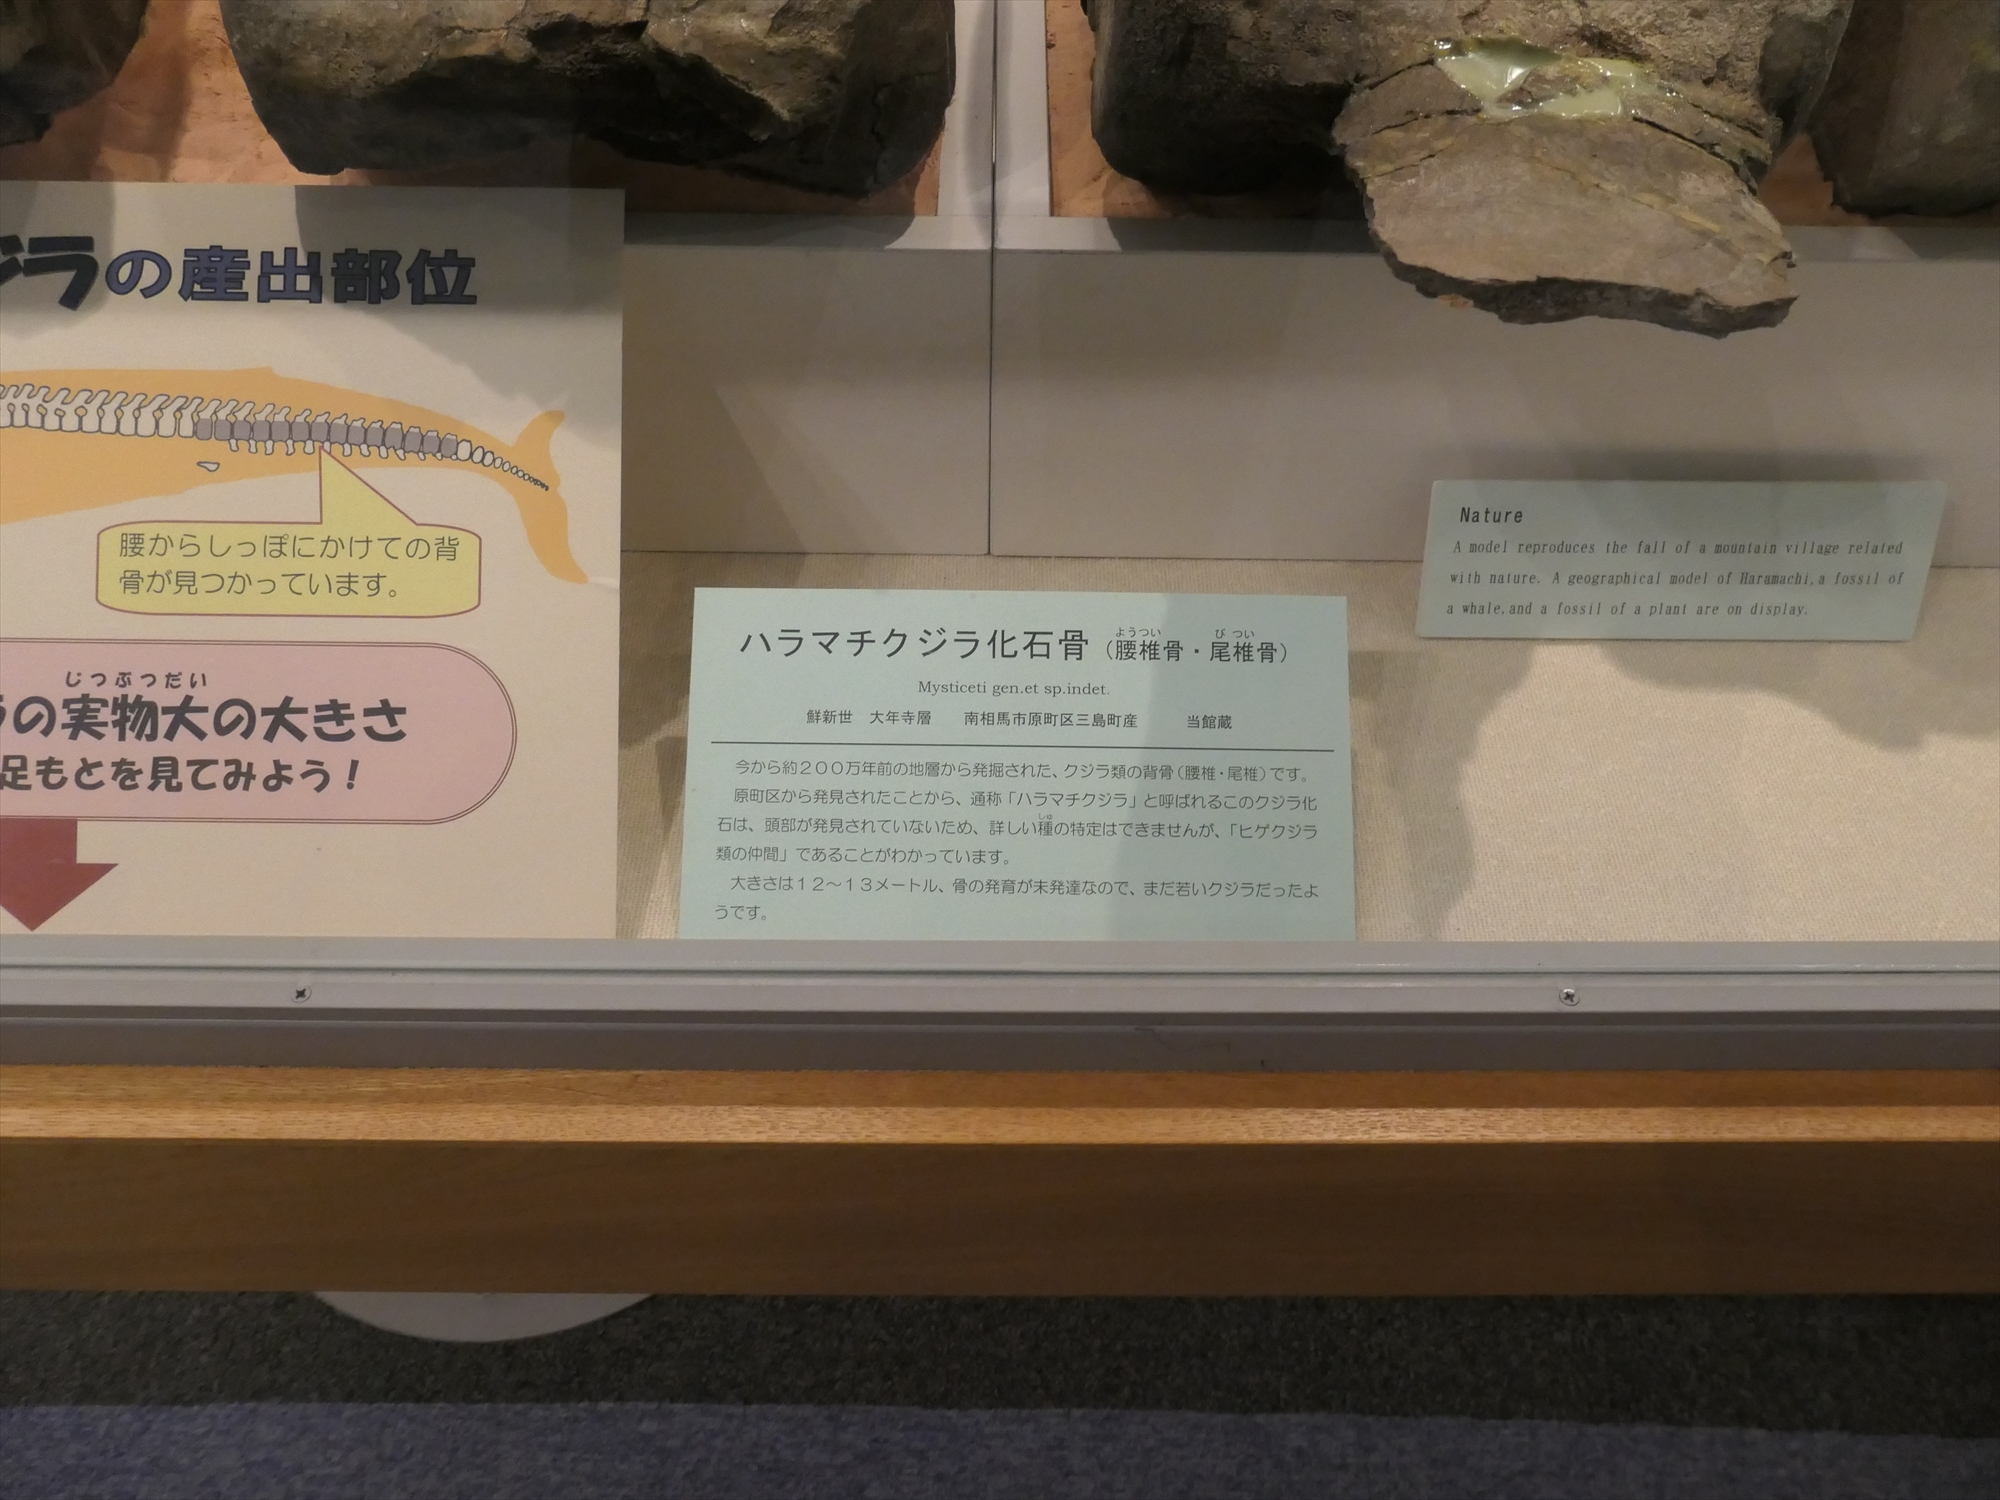 ジラの産出部位
腰からしっぽにかけての背
骨が見つかっています。
じつぶつだい
の実物大の大きさ
足もとを見てみよう！
ハラマチクジラ化石骨（腰椎骨・尾椎骨）
ようつい びつい
Mysticeti gen.et sp.indet.
鮮新世　大年寺層　　南相馬市原町区三島町産　　　当館蔵
今から約２００万年前の地層から発掘された、クジラ類の背骨（腰椎・尾椎）です。
原町区から発見されたことから、通称「ハラマチクジラ」と呼ばれるこのクジラ化
石は、頭部が発見されていないため、詳しい種の特定はできませんが、「ヒゲクジラ
しゅ
類の仲間」であることがわかっています。
大きさは１２～１３メートル、骨の発育が未発達なので、まだ若いクジラだったよ
うです。
Nature
A model reproduces the fall of a mountain village related
with nature. A geographical model of Haramachi,a fossil of
a whale,and a fossil of a plant are on display.